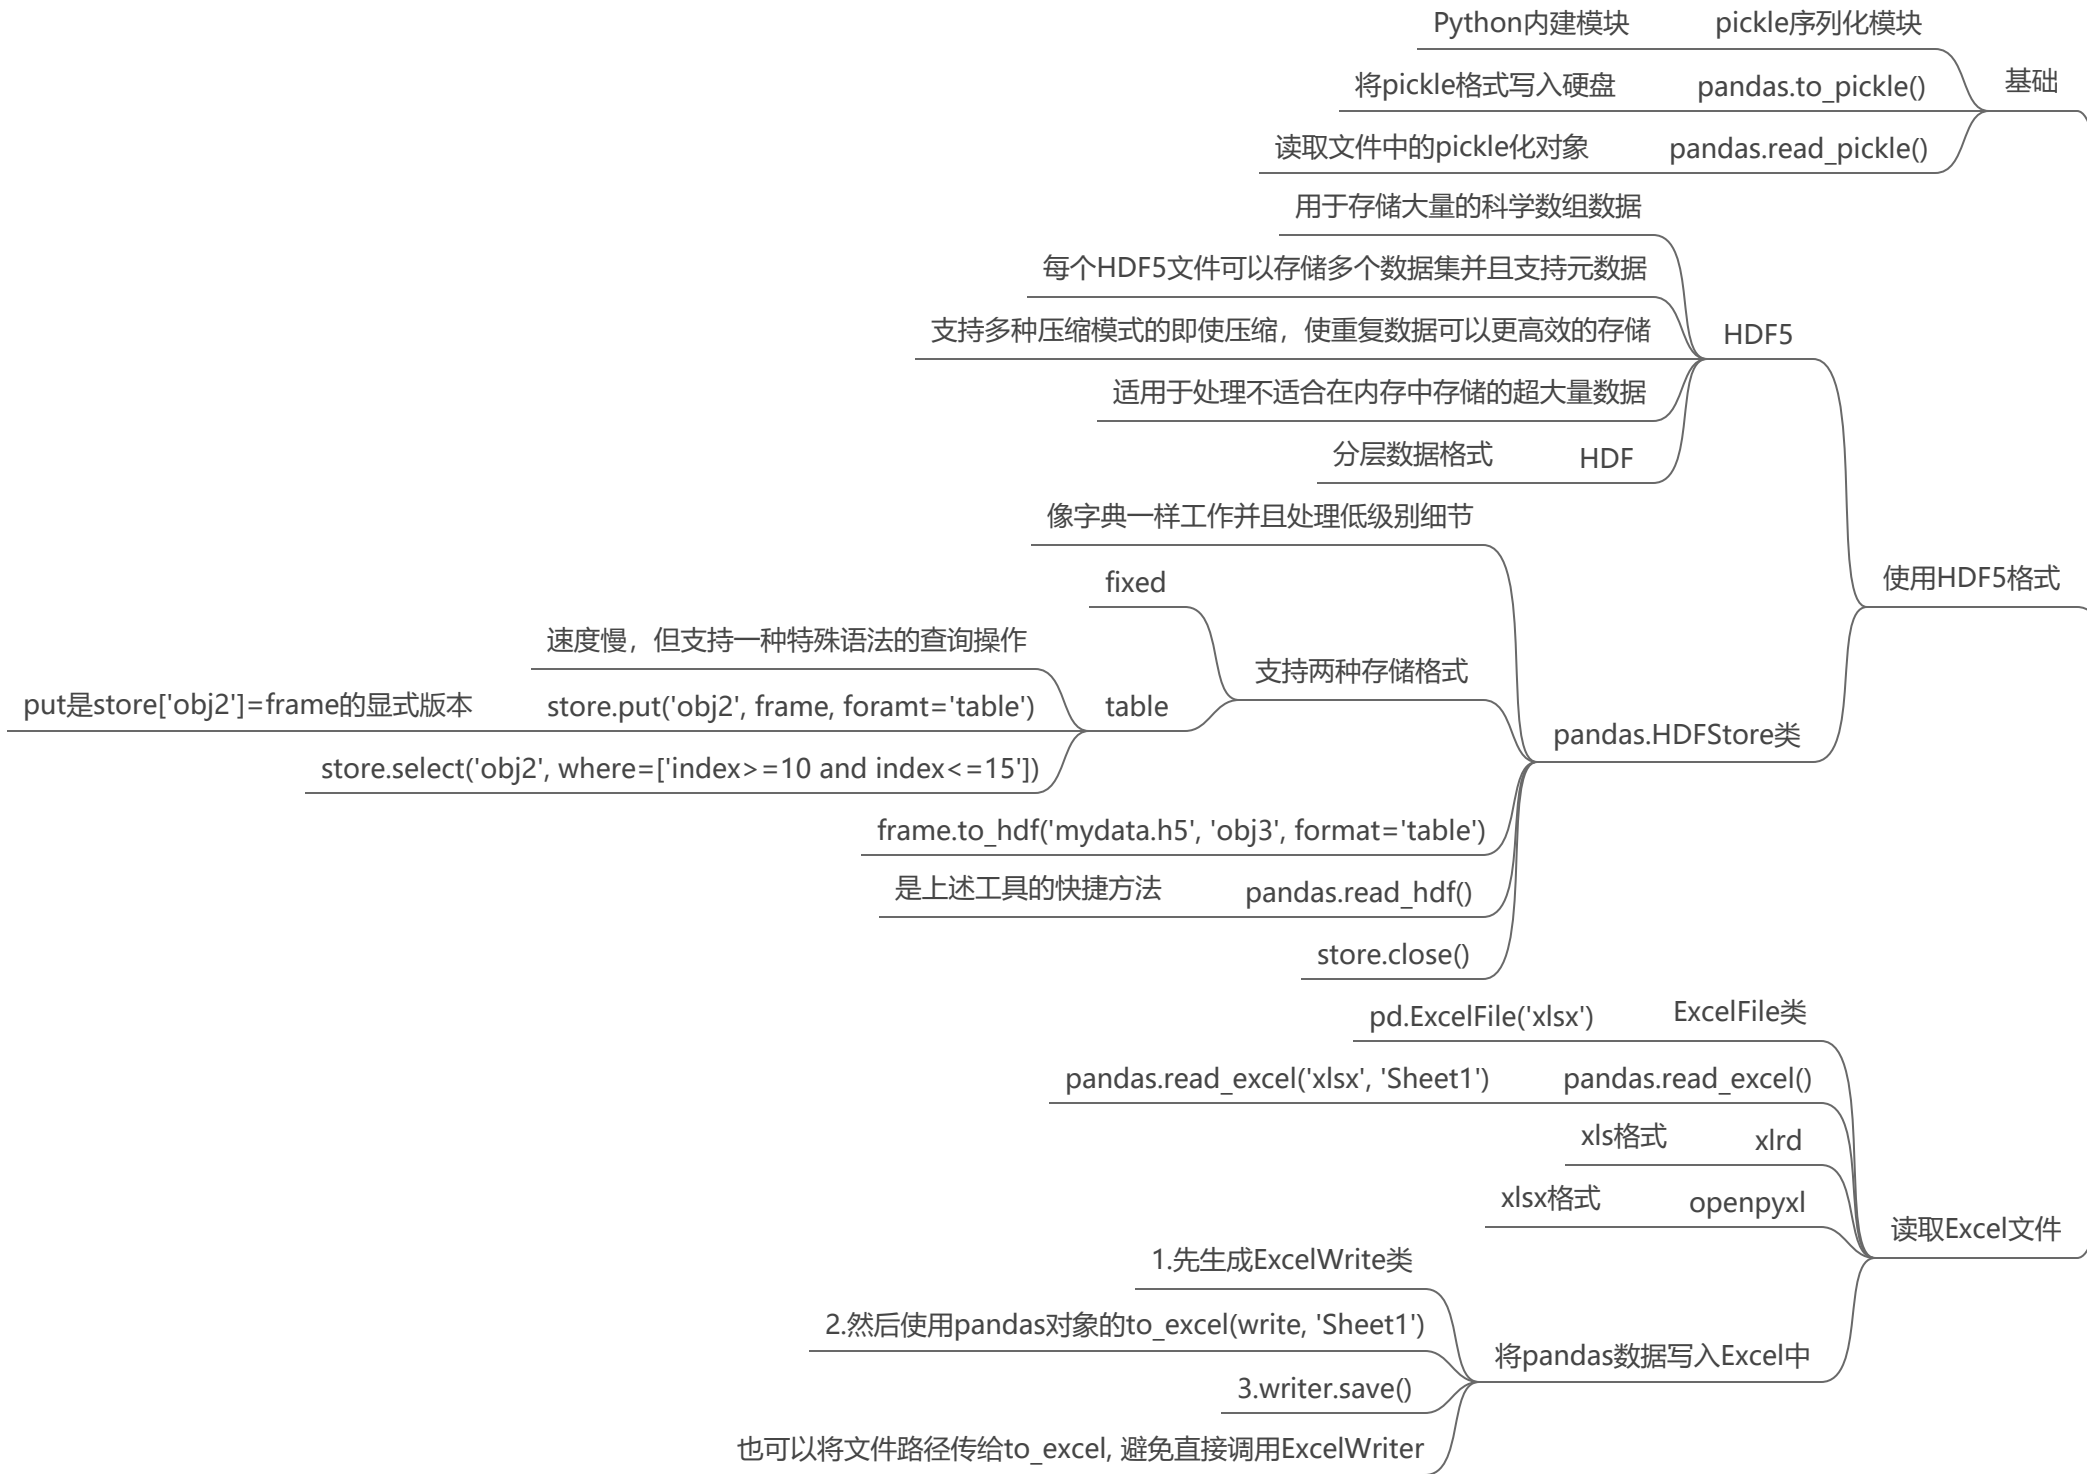 Python内建模块 pickle序列化模块
将pickle格式写入硬盘 pandas.to_pickle()
基础
读取文件中的pickle化对象 pandas.read_pickle()
用于存储大量的科学数组数据
每个HDF5文件可以存储多个数据集并且支持元数据
支持多种压缩模式的即使压缩，使重复数据可以更高效的存储
HDF5
适用于处理不适合在内存中存储的超大量数据
分层数据格式 HDF
像字典一样工作并且处理低级别细节
fixed
使用HDF5格式
速度慢，但支持一种特殊语法的查询操作
支持两种存储格式
put是store['obj2']=frame的显式版本 store.put('obj2', frame, foramt='table')
table
pandas.HDFStore类
store.select('obj2', where=['index>=10 and index<=15'])
frame.to_hdf('mydata.h5', 'obj3', format='table')
是上述工具的快捷方法 pandas.read_hdf()
store.close()
pd.ExcelFile('xlsx') ExcelFile类
pandas.read_excel('xlsx', 'Sheet1') pandas.read_excel()
xls格式 xlrd
xlsx格式 openpyxl
读取Excel文件
1.先生成ExcelWrite类
2.然后使用pandas对象的to_excel(write, 'Sheet1')
将pandas数据写入Excel中
3.writer.save()
也可以将文件路径传给to_excel, 避免直接调用ExcelWriter